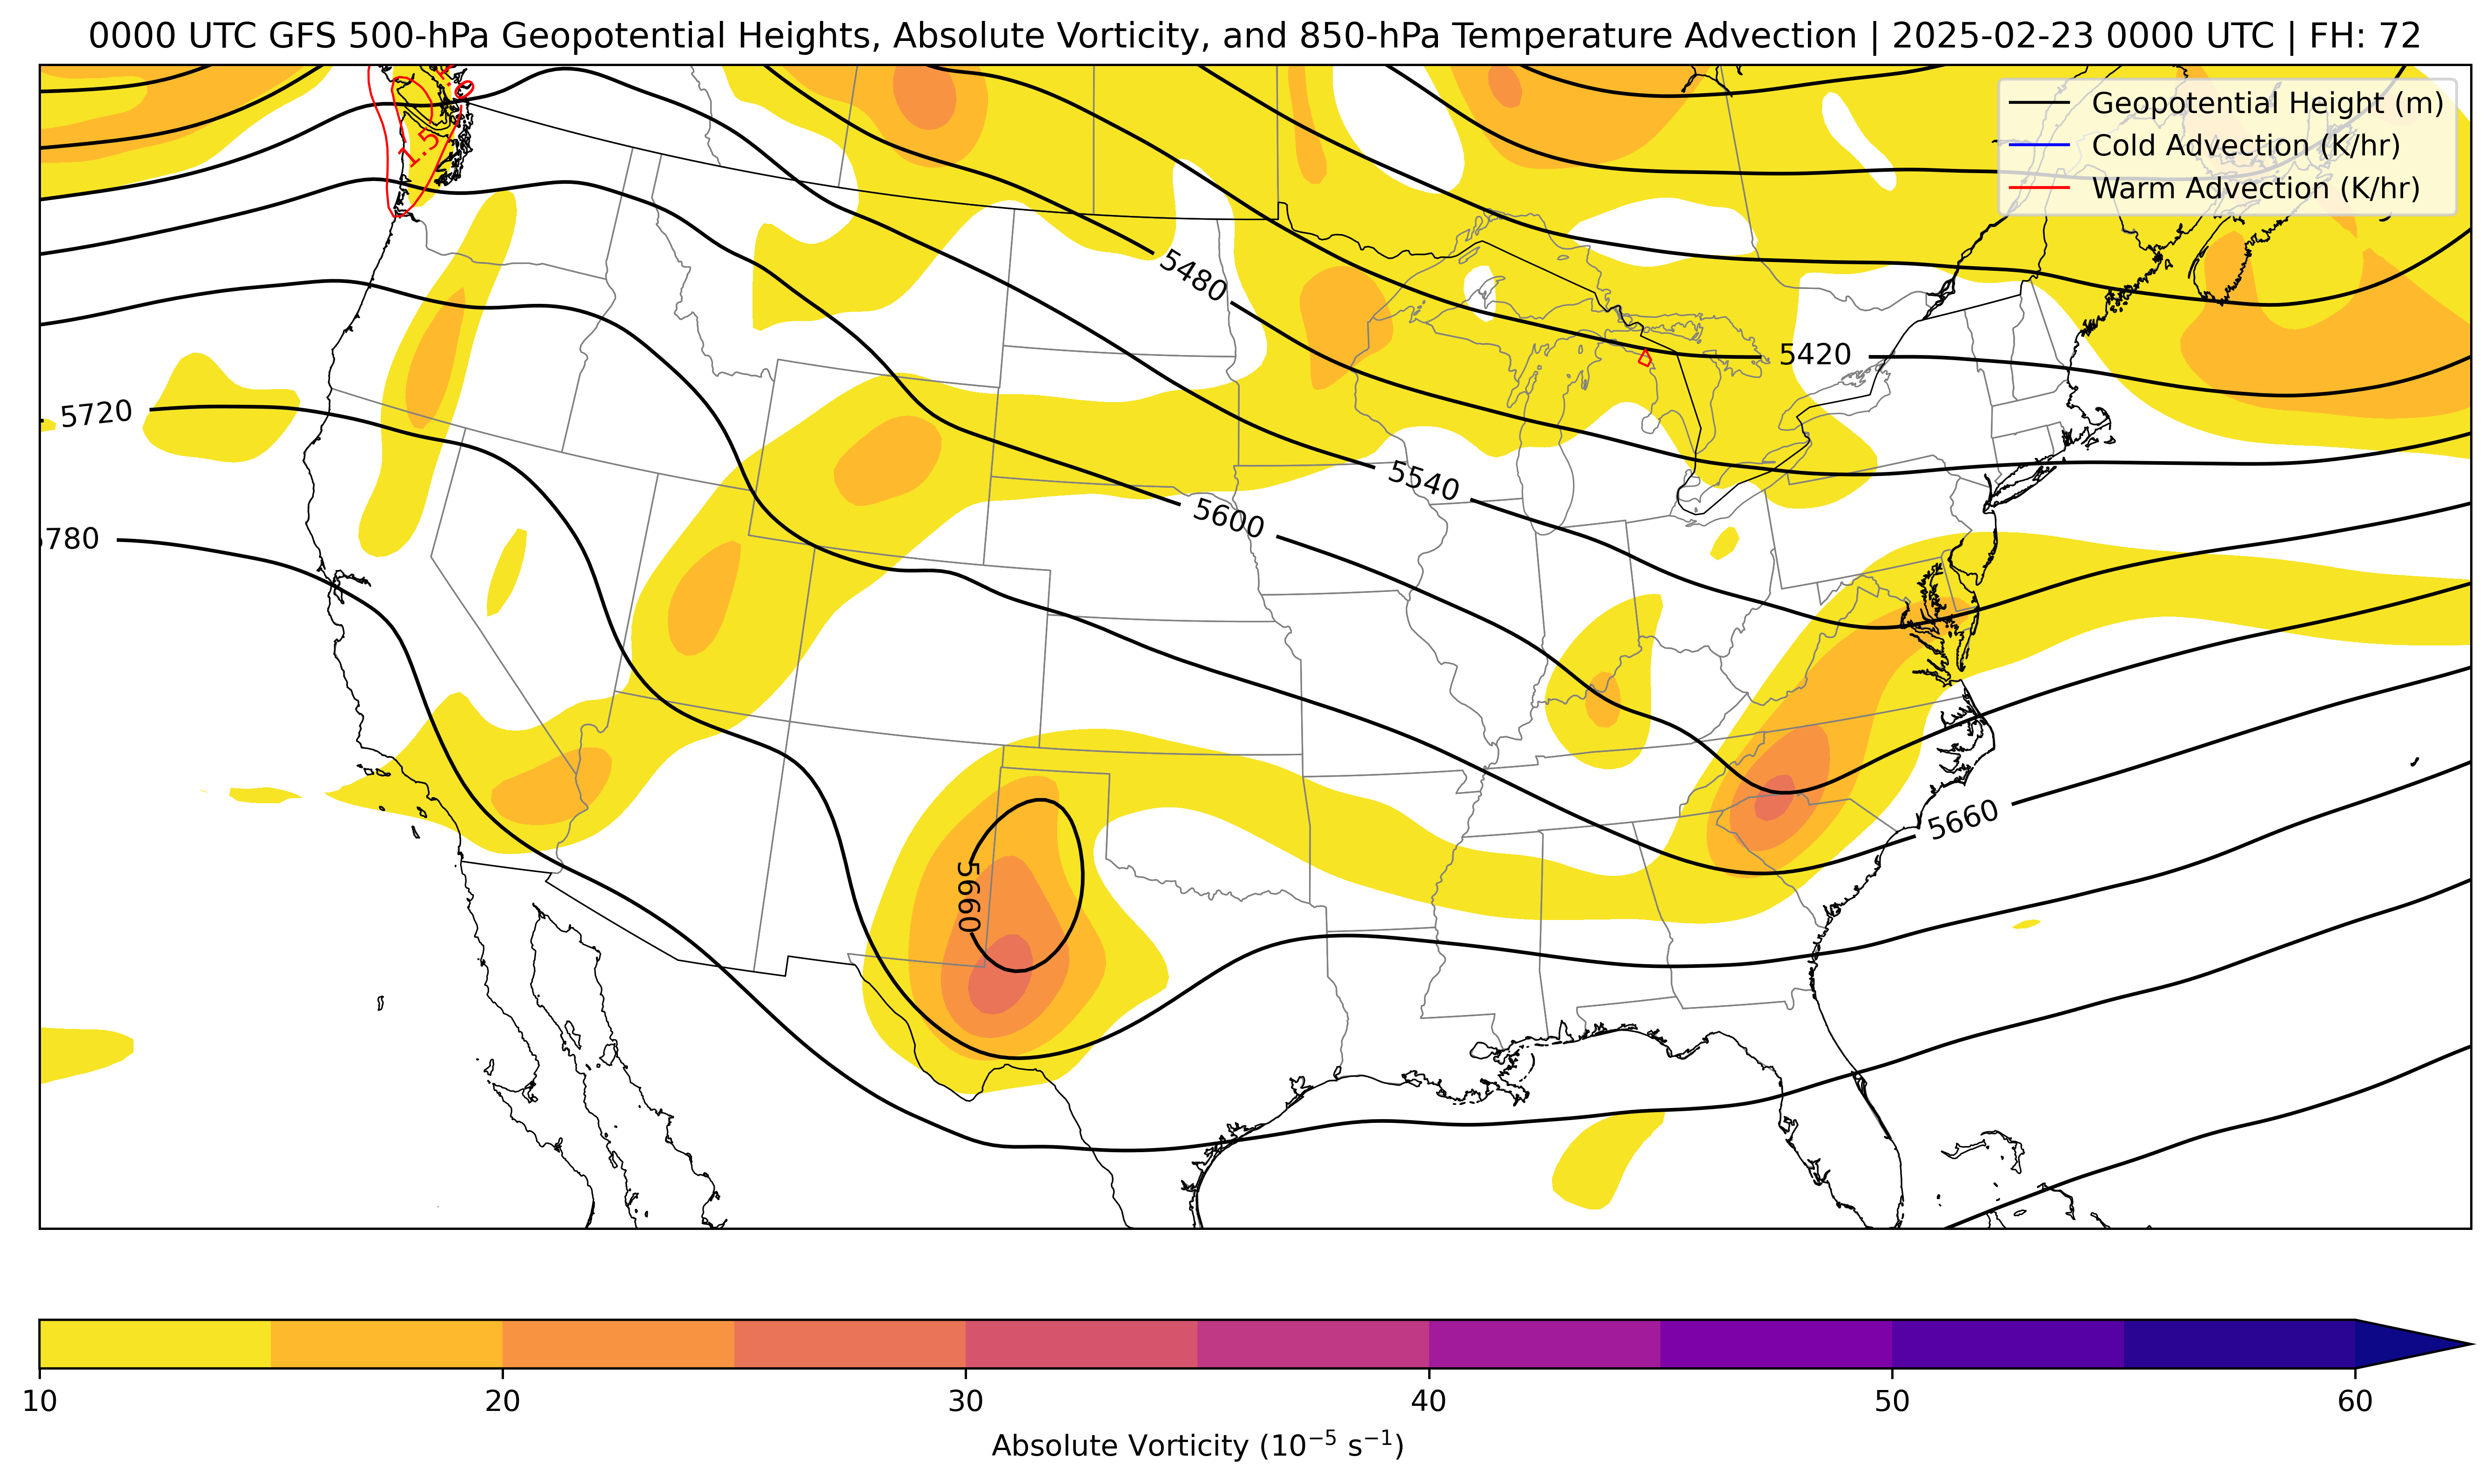 0000 UTC GFS 500-hPa Geopotential Heights, Absolute Vorticity, and 850-hPa Temperature Advection | 2025-02-23 0000 UTC | FH: 72
Geopotential Height (m)
Cold Advection (K/hr)
Warm Advection (K/hr)
1.5
5480
5420
5720
5540
5600
780
5660
5660
10 20 30 40 50 60
Absolute Vorticity (10⁻⁵ s⁻¹)